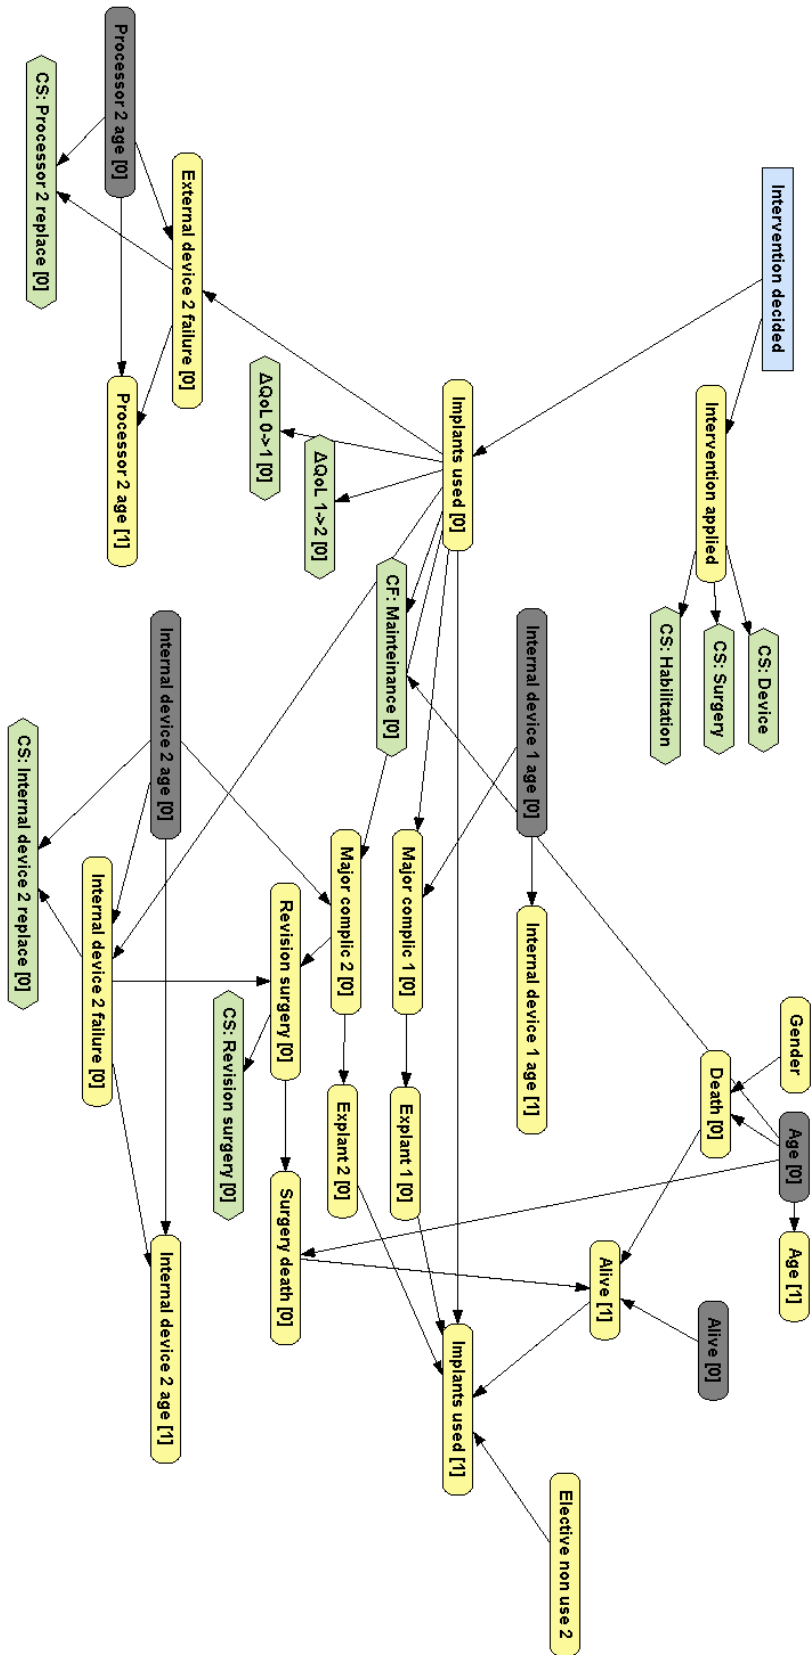 Gender
Age [0]
Age [1]
Intervention decided
CS: Device
Death [0]
Alive [0]
Intervention applied
CS: Surgery
CS: Habilitation
Alive [1]
Elective non use 2
Internal device 1 age [0]
Internal device 1 age [1]
Implants used [0]
Implants used [1]
Major complic 1 [0]
Explant 1 [0]
CF: Mainteinance [0]
Major complic 2 [0]
Explant 2 [0]
ΔQoL 1->2 [0]
Revision surgery [0]
Surgery death [0]
ΔQoL 0->1 [0]
CS: Revision surgery [0]
External device 2 failure [0]
Internal device 2 age [0]
Internal device 2 age [1]
Processor 2 age [0]
Processor 2 age [1]
Internal device 2 failure [0]
CS: Processor 2 replace [0]
CS: Internal device 2 replace [0]